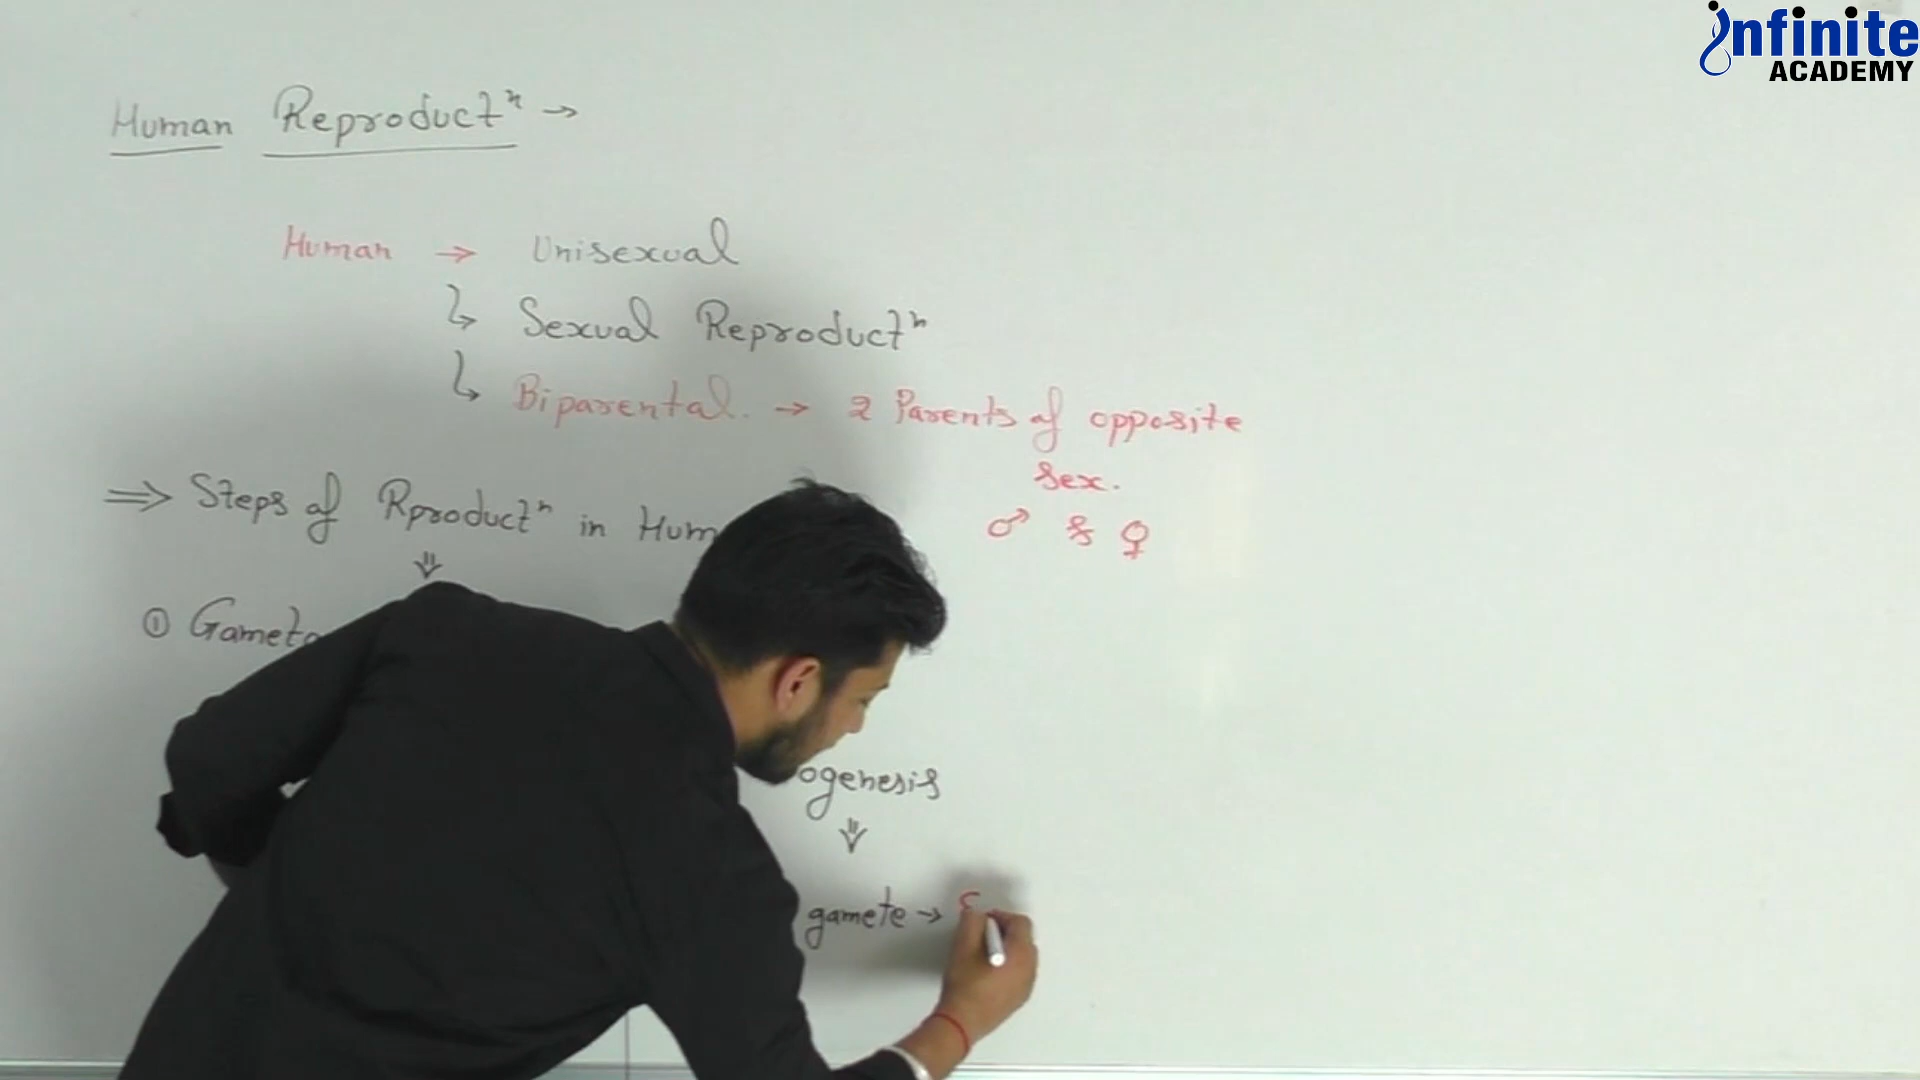 Infinite
ACADEMY
Human Reproductⁿ →
Human → Unisexual
↳ Sexual Reproductⁿ
↳ Biparental. → 2 Parents of opposite
Sex.
♂ & ♀
⇒ Steps of Rproductⁿ in Hum
⇓
① Gameto
ogenesis
⇓
gamete →